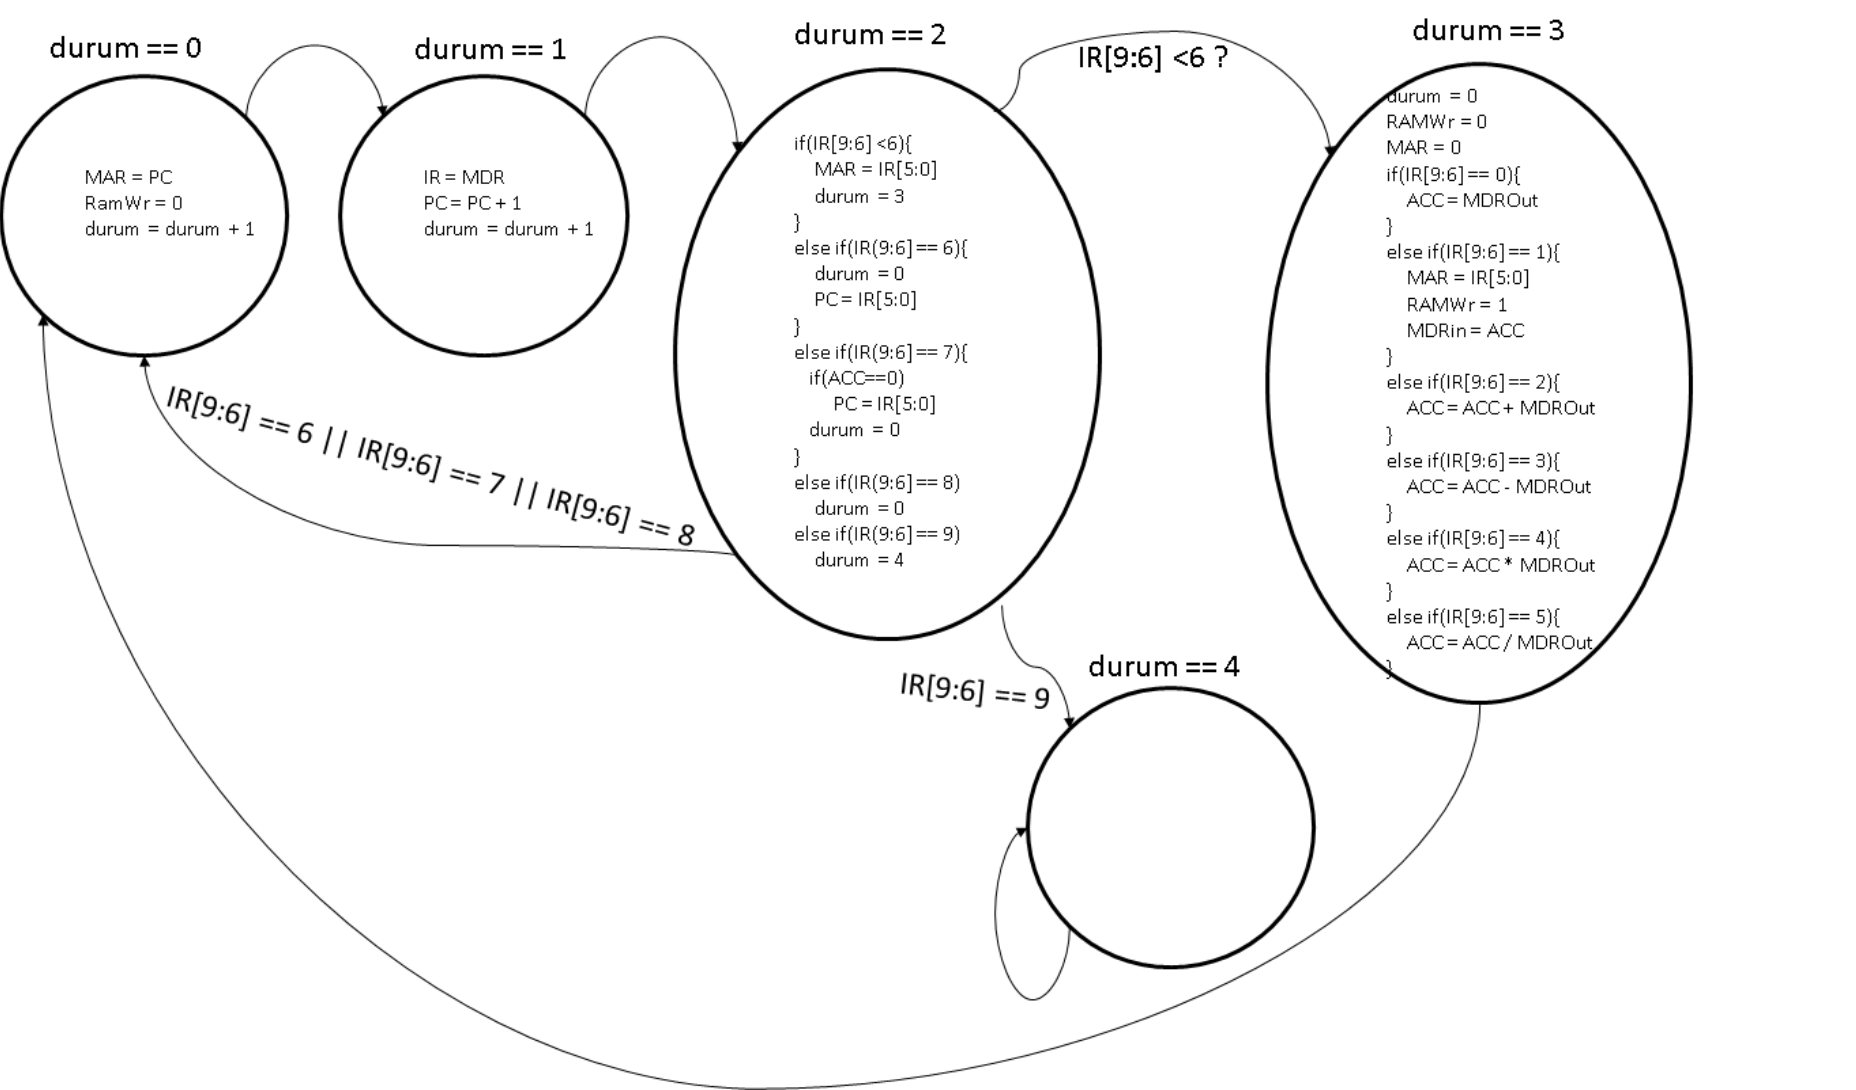 durum == 0
MAR = PC
RamWr = 0
durum = durum + 1
durum == 1
IR = MDR
PC = PC + 1
durum = durum + 1
durum == 2
if(IR[9:6] <6){
MAR = IR[5:0]
durum = 3
}
else if(IR(9:6] == 6){
durum = 0
PC = IR[5:0]
}
else if(IR(9:6] == 7){
if(ACC==0)
PC = IR[5:0]
durum = 0
}
else if(IR(9:6] == 8)
durum = 0
else if(IR(9:6] == 9)
durum = 4
IR[9:6] <6 ?
durum == 3
durum = 0
RAMWr = 0
MAR = 0
if(IR[9:6] == 0){
ACC = MDROut
}
else if(IR[9:6] == 1){
MAR = IR[5:0]
RAMWr = 1
MDRin = ACC
}
else if(IR[9:6] == 2){
ACC = ACC + MDROut
}
else if(IR[9:6] == 3){
ACC = ACC - MDROut
}
else if(IR[9:6] == 4){
ACC = ACC * MDROut
}
else if(IR[9:6] == 5){
ACC = ACC / MDROut
}
IR[9:6] == 6 || IR[9:6] == 7 || IR[9:6] == 8
IR[9:6] == 9
durum == 4